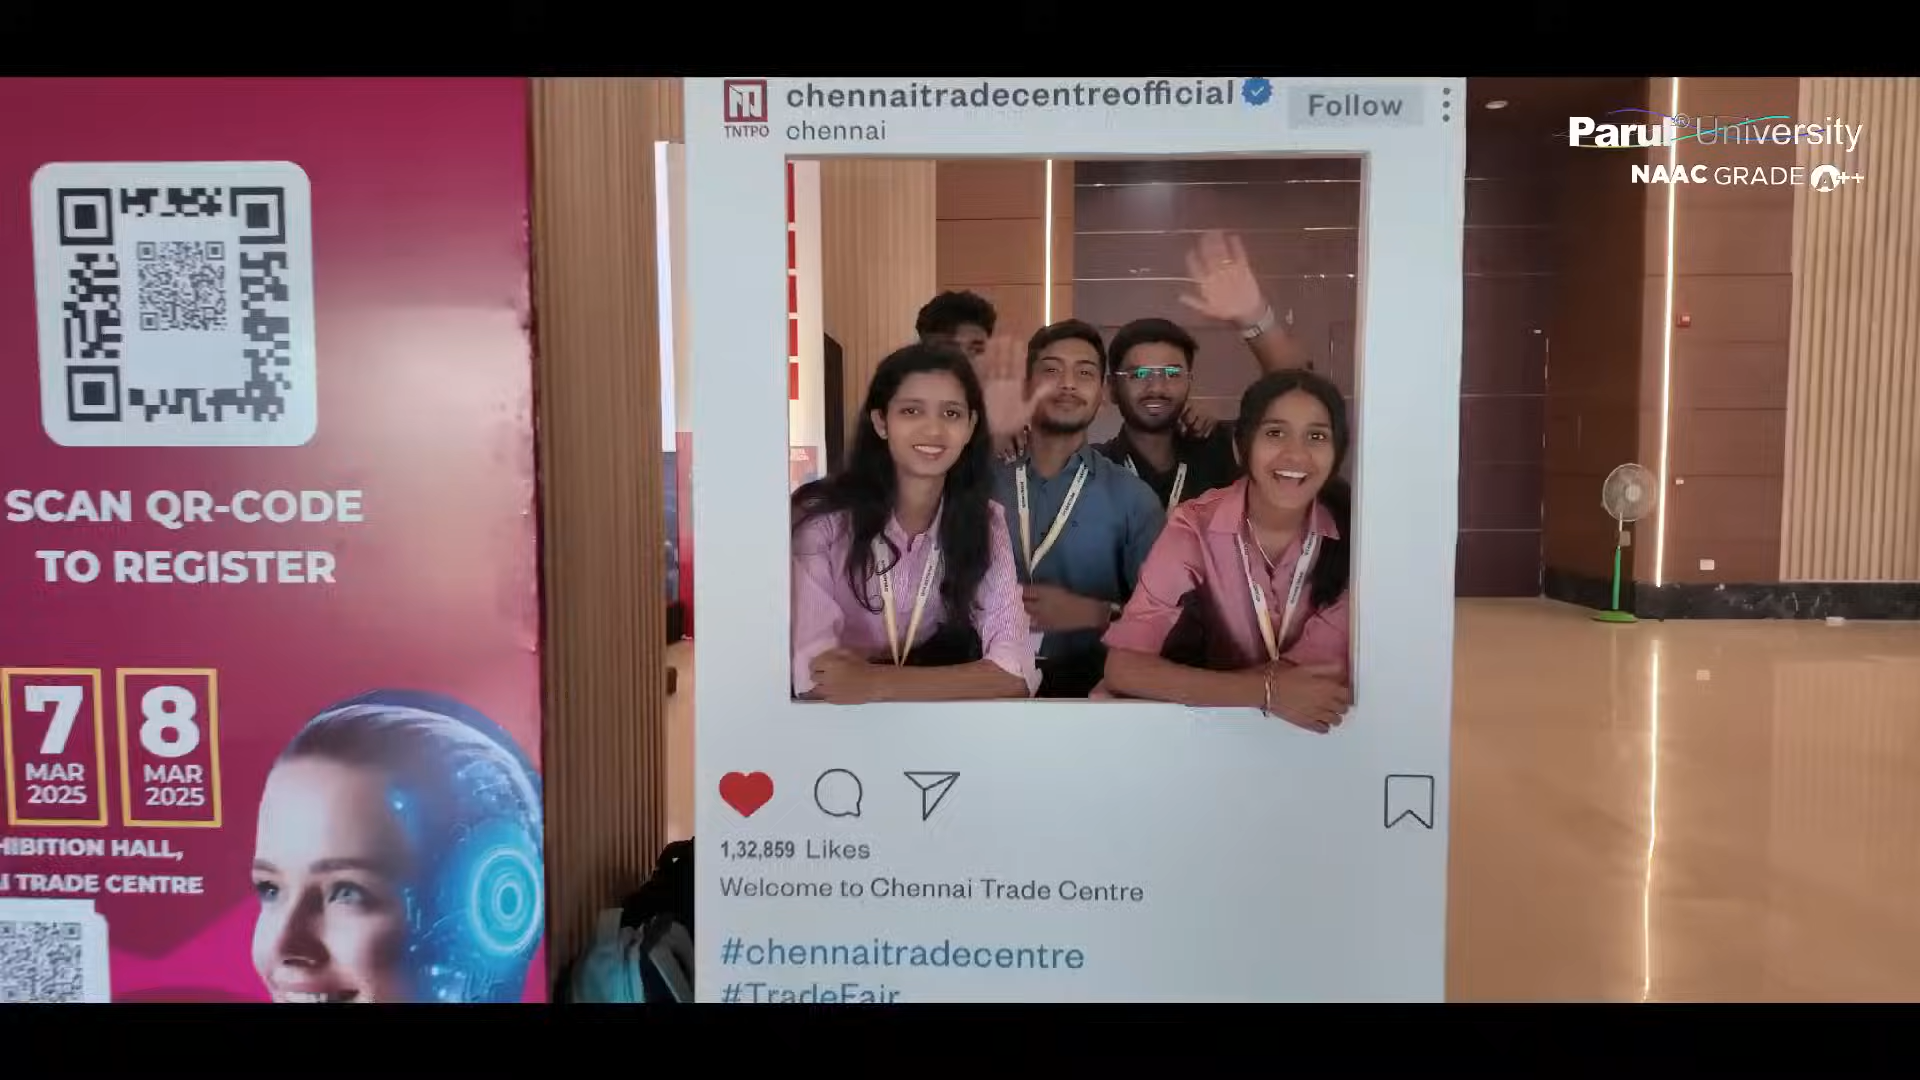 SCAN QR-CODE
TO REGISTER
7
MAR
2025
8
MAR
2025
HIBITION HALL,
I TRADE CENTRE
TNTPO
chennaitradecentreofficial
Follow
chennai
1,32,859 Likes
Welcome to Chennai Trade Centre
#chennaitradecentre
#TradeFair
Parul® University
NAAC GRADE A++